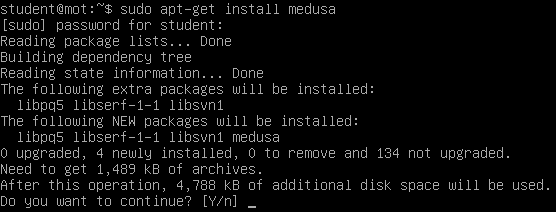 student@mot:~$ sudo apt-get install medusa
[sudo] password for student:
Reading package lists... Done
Building dependency tree
Reading state information... Done
The following extra packages will be installed:
  libpq5 libserf-1-1 libsvn1
The following NEW packages will be installed:
  libpq5 libserf-1-1 libsvn1 medusa
0 upgraded, 4 newly installed, 0 to remove and 134 not upgraded.
Need to get 1,489 kB of archives.
After this operation, 4,788 kB of additional disk space will be used.
Do you want to continue? [Y/n] _